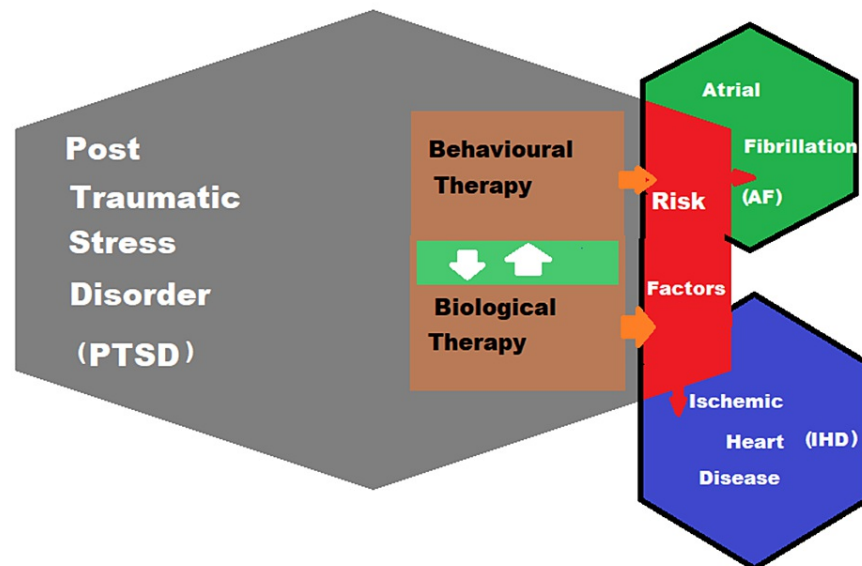 Post
Traumatic
Stress
Disorder
(PTSD)
Behavioural
Therapy
Biological
Therapy
Risk
Factors
Atrial
Fibrillation
(AF)
Ischemic
Heart (IHD)
Disease